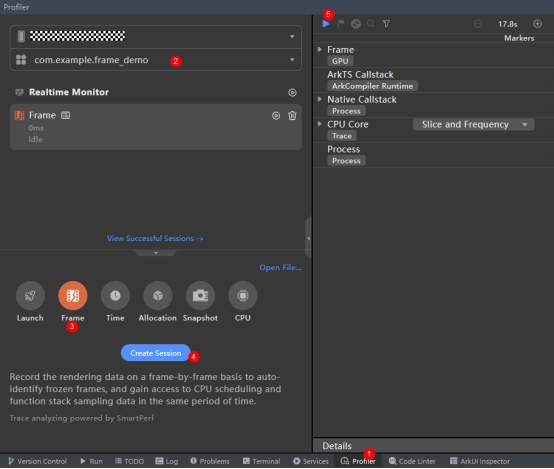 Profiler
5
17.8s
Markers
com.example.frame_demo
2
Frame
GPU
Realtime Monitor
ArkTS Callstack
ArkCompiler Runtime
Frame
0ms
Idle
Native Callstack
Process
CPU Core
Slice and Frequency
Trace
Process
Process
View Successful Sessions ->
Open File...
Launch
Frame
Time
Allocation
Snapshot
CPU
3
Create Session
4
Record the rendering data on a frame-by-frame basis to auto-
identify frozen frames, and gain access to CPU scheduling and
function stack sampling data in the same period of time.
Trace analyzing powered by SmartPerf
Details
1
Version Control
Run
TODO
Log
Problems
Terminal
Services
Profiler
Code Linter
ArkUI Inspector